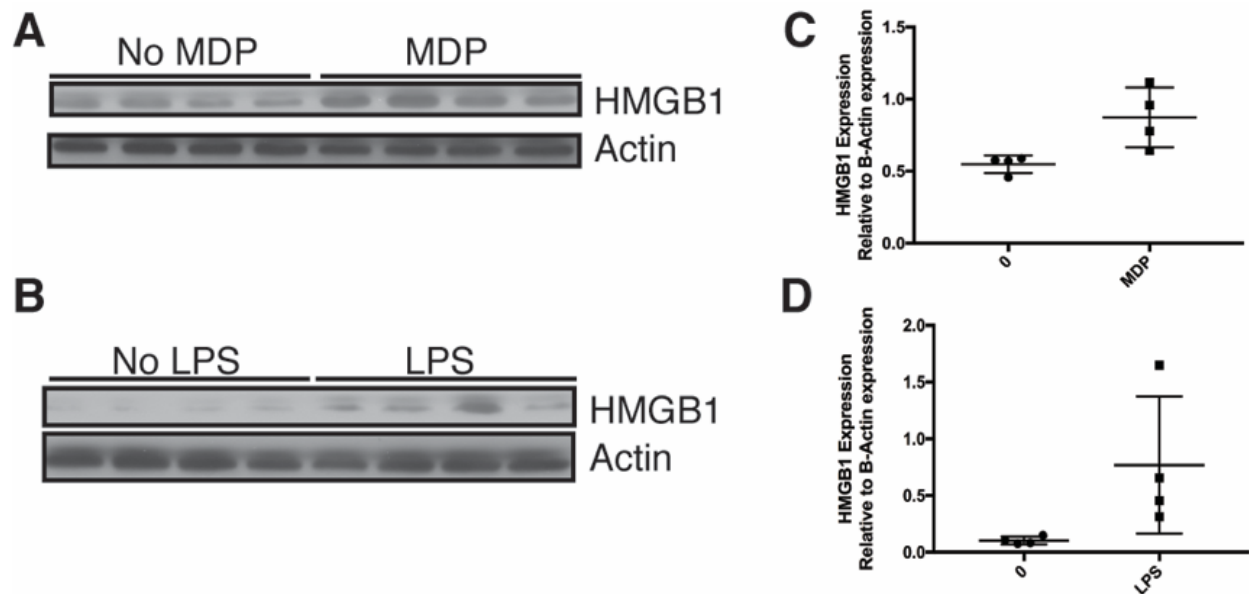 A
No MDP
MDP
HMGB1
Actin
B
No LPS
LPS
HMGB1
Actin
C
HMGB1 Expression
Relative to B-Actin expression
1.5
1.0
0.5
0.0
0
MDP
D
HMGB1 Expression
Relative to B-Actin expression
2.0
1.5
1.0
0.5
0.0
0
LPS